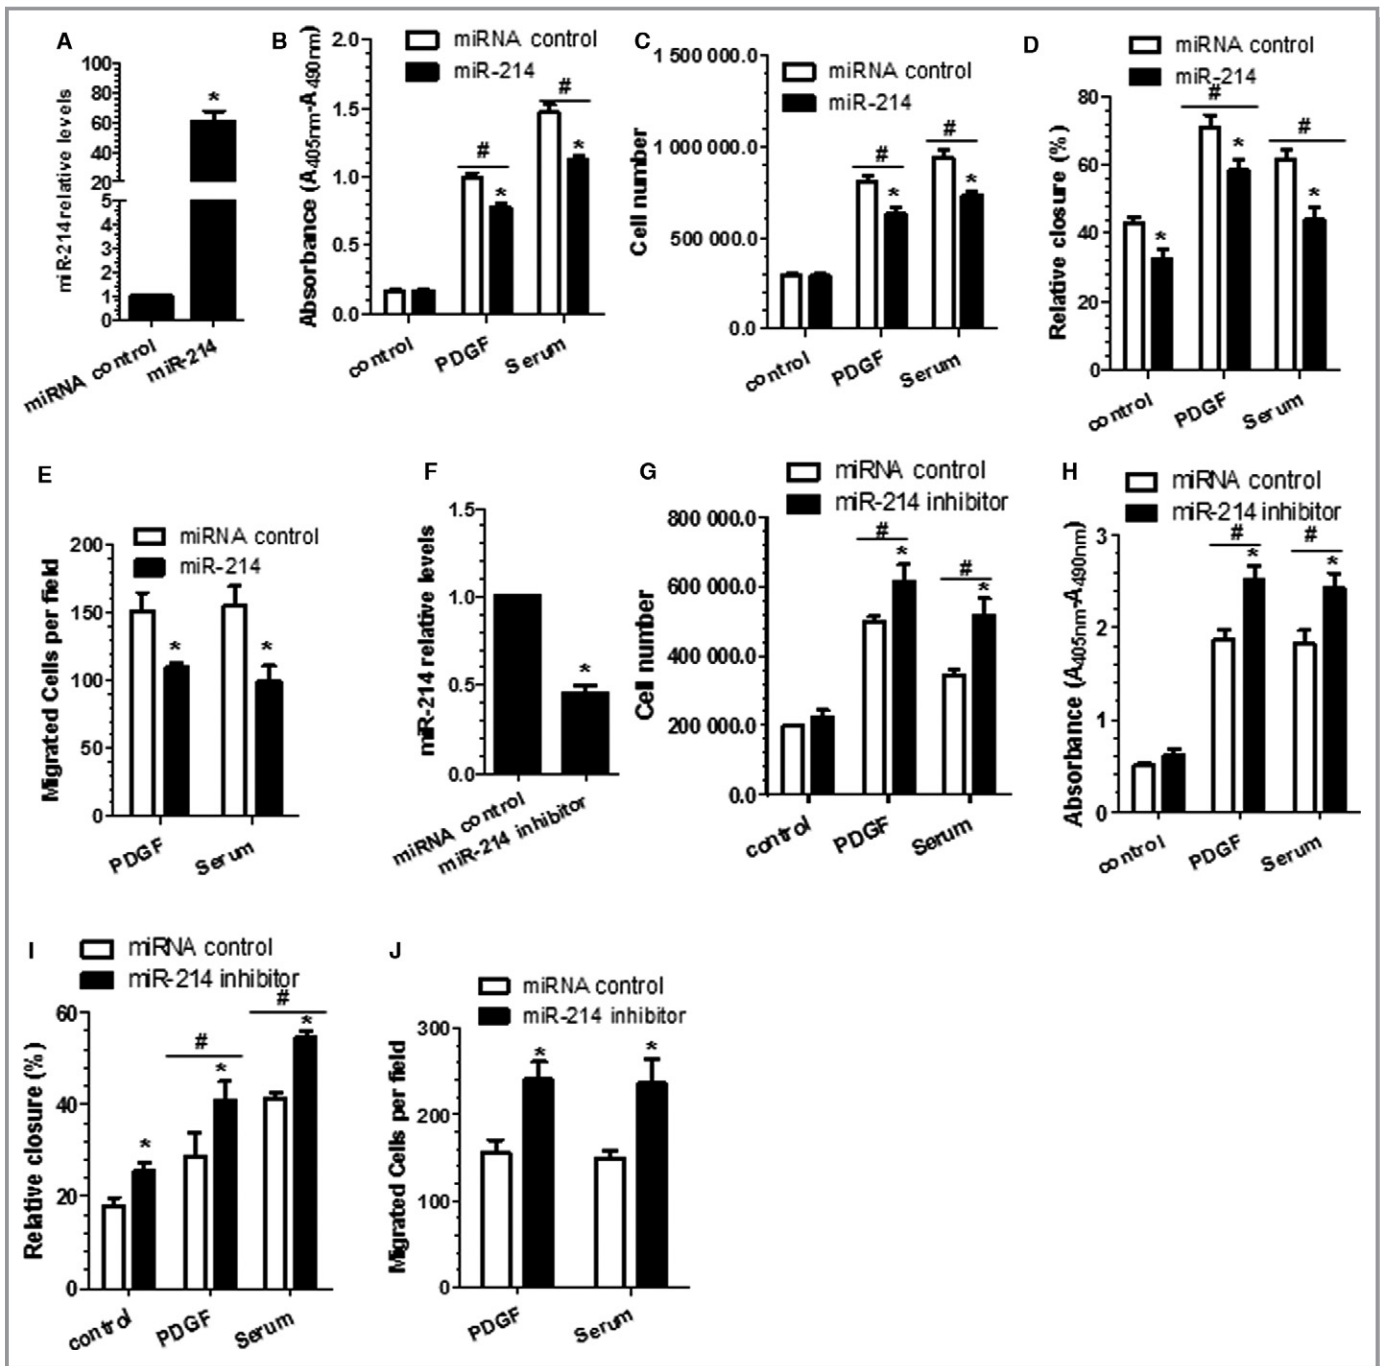 A
miR-214 relative levels
100
80
60
40
20
5
4
3
2
1
0
*
miRNA control
miR-214
B
Absorbance (A405nm-A490nm)
miRNA control
miR-214
2.0
1.5
1.0
0.5
0.0
#
*
#
*
control
PDGF
Serum
C
Cell number
miRNA control
miR-214
1 500 000.0
1 000 000.0
500 000.0
0.0
#
*
#
*
control
PDGF
Serum
D
Relative closure (%)
miRNA control
miR-214
80
60
40
20
0
*
#
*
#
*
control
PDGF
Serum
E
Migrated Cells per field
miRNA control
miR-214
200
150
100
50
0
*
*
PDGF
Serum
F
miR-214 relative levels
1.5
1.0
0.5
0.0
*
miRNA control
miR-214 inhibitor
G
Cell number
miRNA control
miR-214 inhibitor
800 000.0
600 000.0
400 000.0
200 000.0
0.0
#
*
#
*
control
PDGF
Serum
H
Absorbance (A405nm-A490nm)
miRNA control
miR-214 inhibitor
3
2
1
0
#
*
#
*
control
PDGF
Serum
I
Relative closure (%)
miRNA control
miR-214 inhibitor
60
40
20
0
*
#
*
#
*
control
PDGF
Serum
J
Migrated Cells per field
miRNA control
miR-214 inhibitor
300
200
100
0
*
*
PDGF
Serum